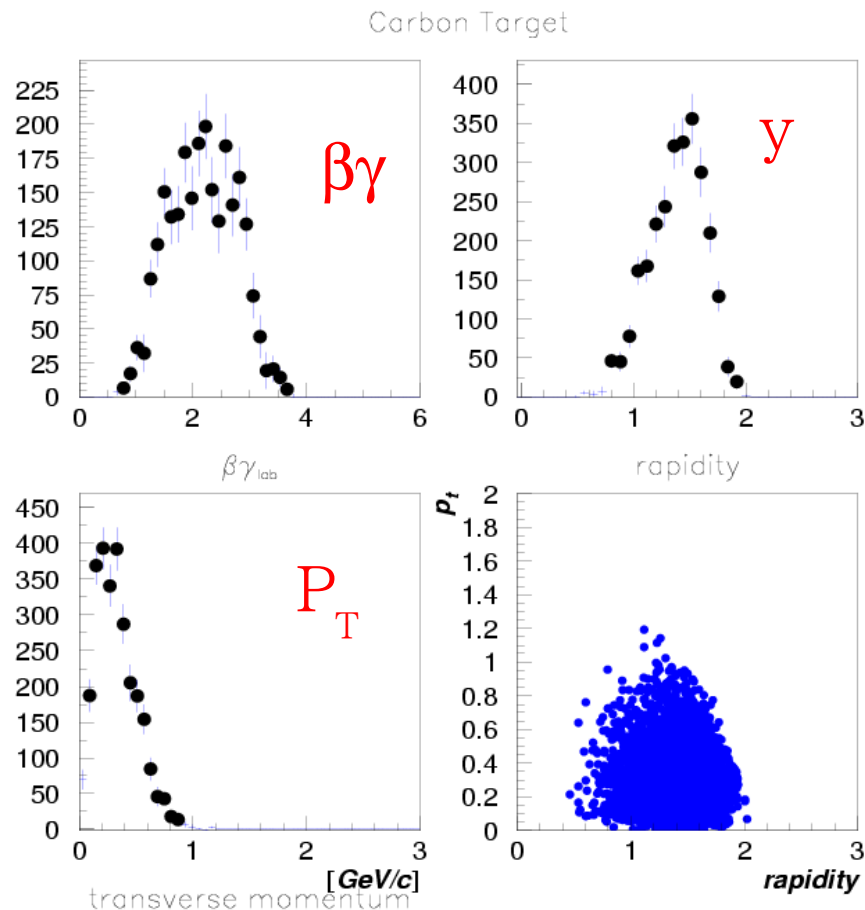 Carbon Target
225
200
175
150
125
100
75
50
25
0
0 2 4 6
βγ
βγlab
400
350
300
250
200
150
100
50
0
0 1 2 3
y
rapidity
450
400
350
300
250
200
150
100
50
0
0 1 2 3
PT
[GeV/c]
transverse momentum
pt
2
1.8
1.6
1.4
1.2
1
0.8
0.6
0.4
0.2
0
0 1 2 3
rapidity